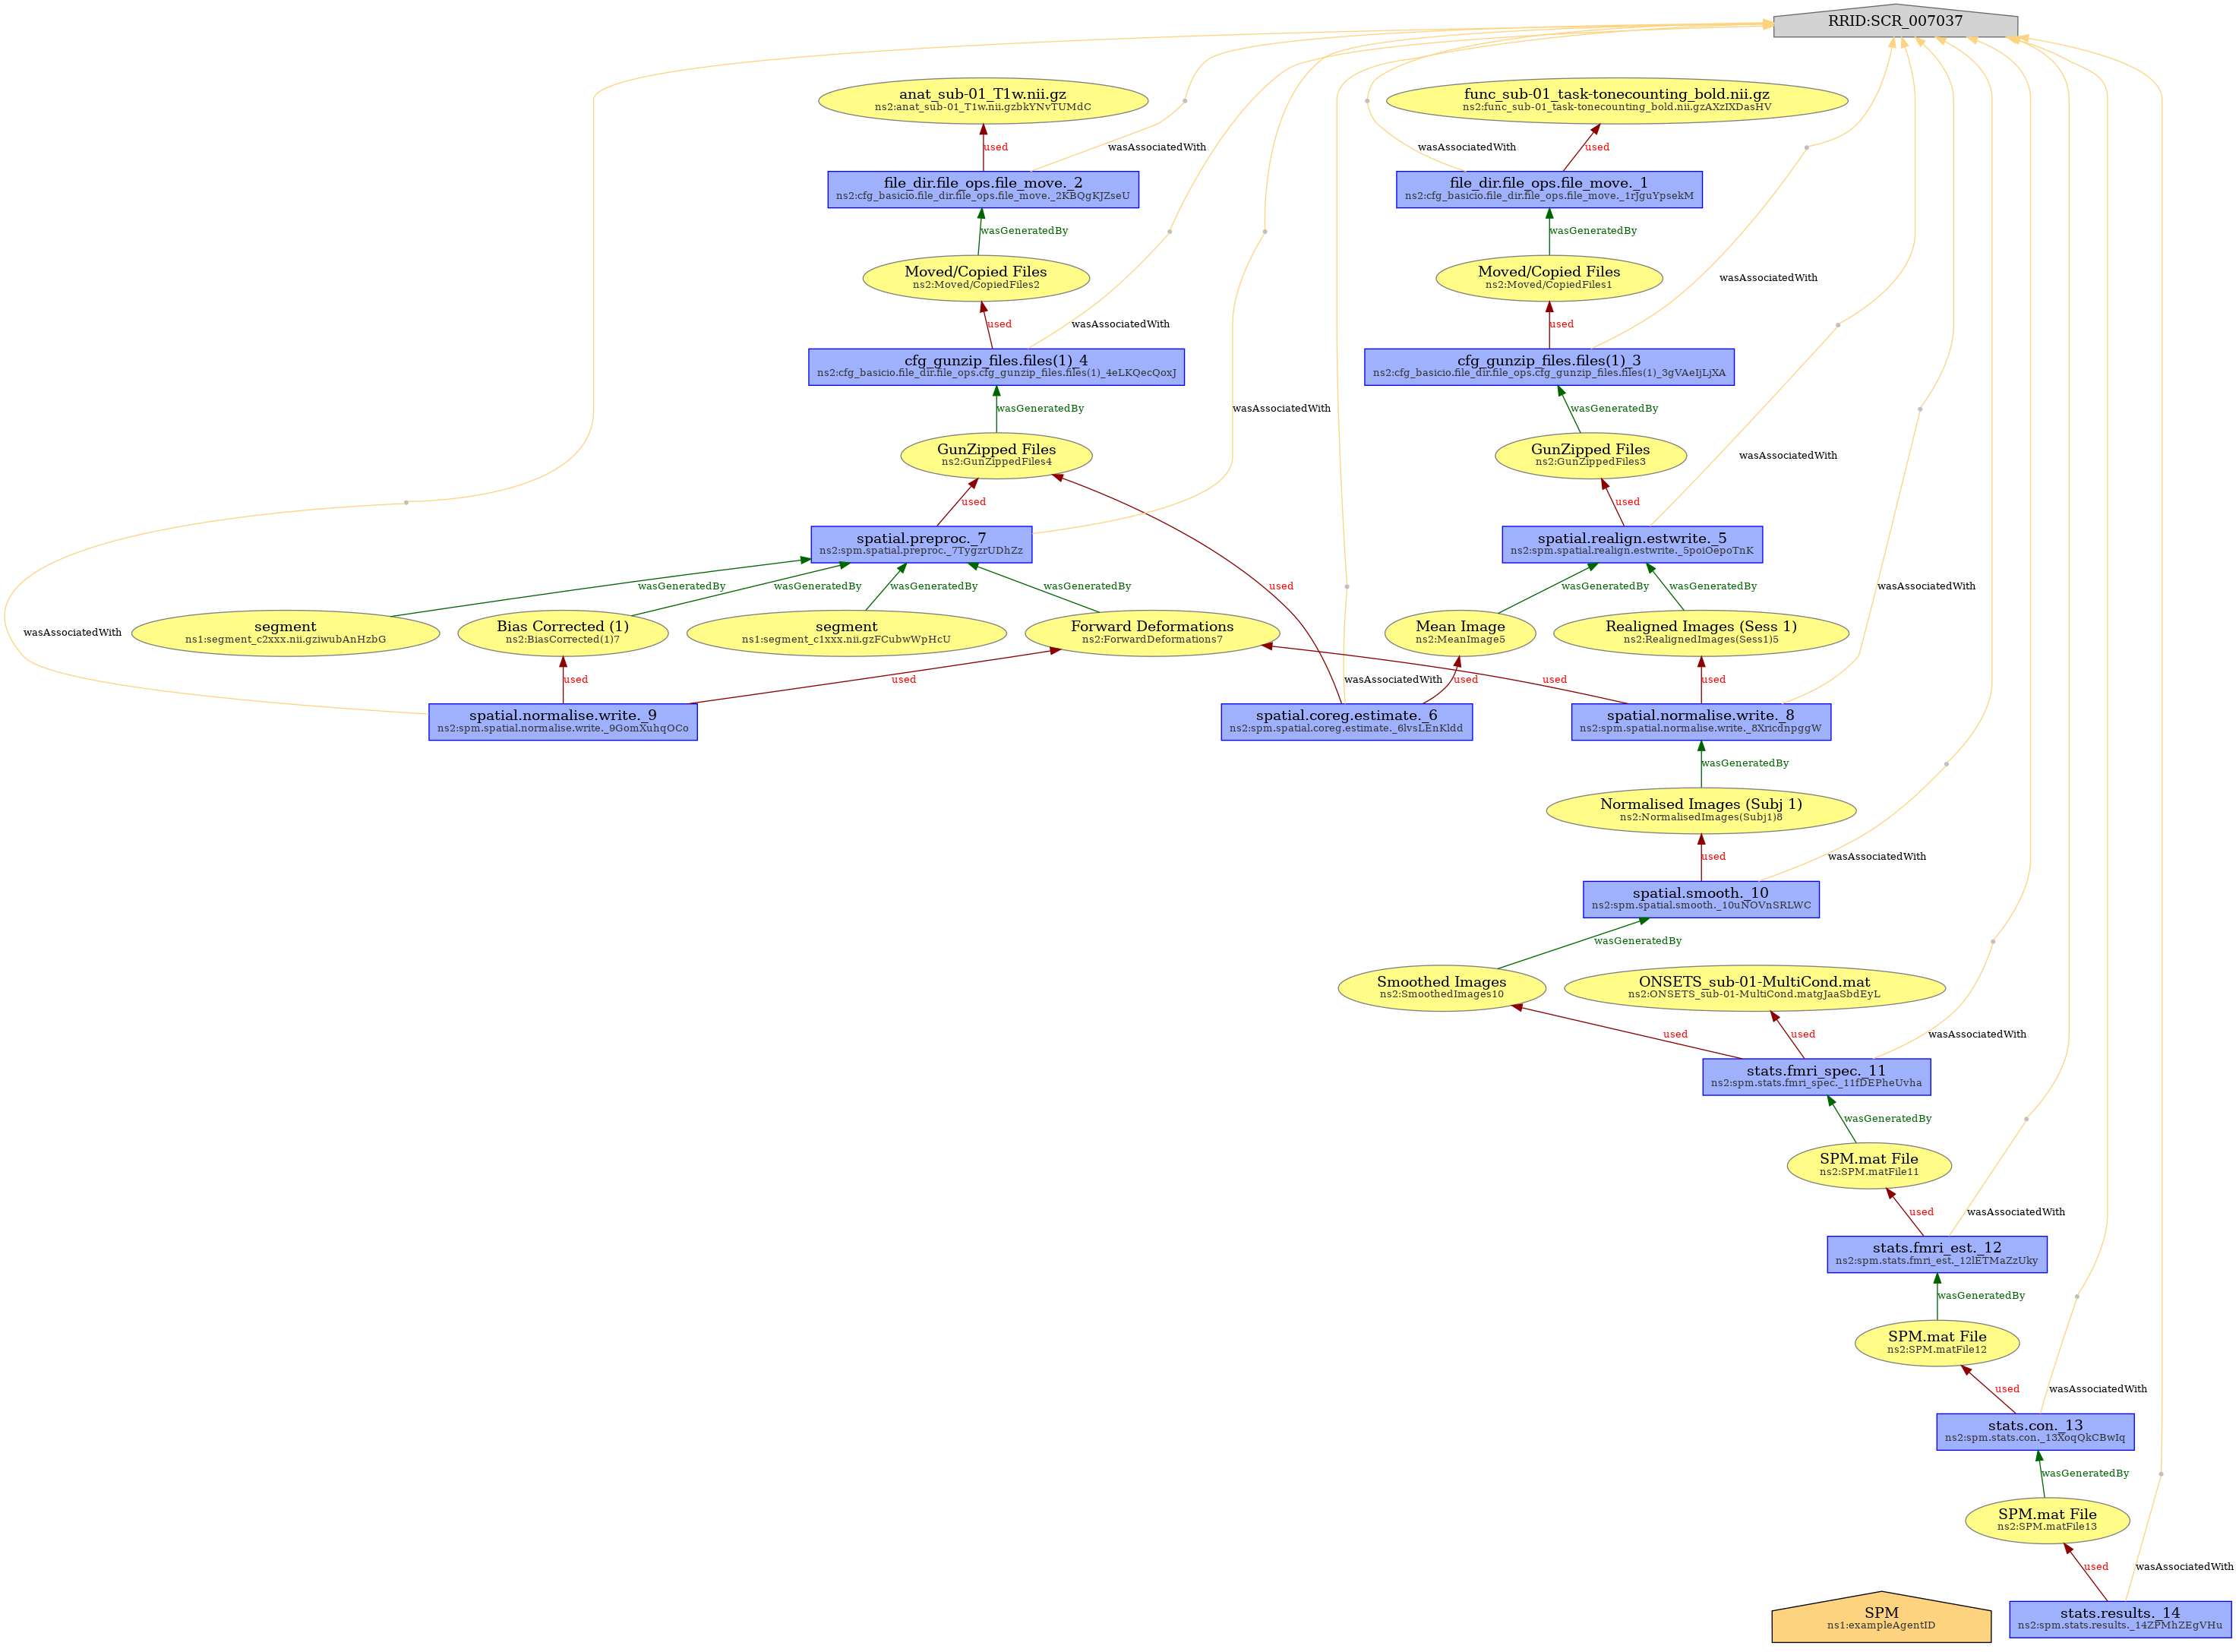 RRID:SCR_007037
anat_sub-01_T1w.nii.gz
ns2:anat_sub-01_T1w.nii.gzbkYNvTUMdC
func_sub-01_task-tonecounting_bold.nii.gz
ns2:func_sub-01_task-tonecounting_bold.nii.gzAXzIXDasHV
used
wasAssociatedWith
wasAssociatedWith
used
file_dir.file_ops.file_move._2
ns2:cfg_basicio.file_dir.file_ops.file_move._2KBQgKJZseU
file_dir.file_ops.file_move._1
ns2:cfg_basicio.file_dir.file_ops.file_move._1rJguYpsekM
wasGeneratedBy
wasGeneratedBy
Moved/Copied Files
ns2:Moved/CopiedFiles2
Moved/Copied Files
ns2:Moved/CopiedFiles1
wasAssociatedWith
used
wasAssociatedWith
used
cfg_gunzip_files.files(1)_4
ns2:cfg_basicio.file_dir.file_ops.cfg_gunzip_files.files(1)_4eLKQecQoxJ
cfg_gunzip_files.files(1)_3
ns2:cfg_basicio.file_dir.file_ops.cfg_gunzip_files.files(1)_3gVAeIjLjXA
wasGeneratedBy
wasAssociatedWith
wasGeneratedBy
GunZipped Files
ns2:GunZippedFiles4
GunZipped Files
ns2:GunZippedFiles3
wasAssociatedWith
used
used
spatial.preproc._7
ns2:spm.spatial.preproc._7TygzrUDhZz
spatial.realign.estwrite._5
ns2:spm.spatial.realign.estwrite._5poiOepoTnK
wasGeneratedBy
wasGeneratedBy
wasGeneratedBy
wasGeneratedBy
used
wasGeneratedBy
wasGeneratedBy
wasAssociatedWith
segment
ns1:segment_c2xxx.nii.gziwubAnHzbG
Bias Corrected (1)
ns2:BiasCorrected(1)7
segment
ns1:segment_c1xxx.nii.gzFCubwWpHcU
Forward Deformations
ns2:ForwardDeformations7
Mean Image
ns2:MeanImage5
Realigned Images (Sess 1)
ns2:RealignedImages(Sess1)5
wasAssociatedWith
used
used
wasAssociatedWith
used
used
used
spatial.normalise.write._9
ns2:spm.spatial.normalise.write._9GomXuhqOCo
spatial.coreg.estimate._6
ns2:spm.spatial.coreg.estimate._6lvsLEnKldd
spatial.normalise.write._8
ns2:spm.spatial.normalise.write._8XricdnpggW
wasGeneratedBy
Normalised Images (Subj 1)
ns2:NormalisedImages(Subj1)8
used
wasAssociatedWith
spatial.smooth._10
ns2:spm.spatial.smooth._10uNOVnSRLWC
wasGeneratedBy
Smoothed Images
ns2:SmoothedImages10
ONSETS_sub-01-MultiCond.mat
ns2:ONSETS_sub-01-MultiCond.matgJaaSbdEyL
used
used
wasAssociatedWith
stats.fmri_spec._11
ns2:spm.stats.fmri_spec._11fDEPheUvha
wasGeneratedBy
SPM.mat File
ns2:SPM.matFile11
used
wasAssociatedWith
stats.fmri_est._12
ns2:spm.stats.fmri_est._12lETMaZzUky
wasGeneratedBy
SPM.mat File
ns2:SPM.matFile12
used
wasAssociatedWith
stats.con._13
ns2:spm.stats.con._13XoqQkCBwIq
wasGeneratedBy
SPM.mat File
ns2:SPM.matFile13
used
wasAssociatedWith
SPM
ns1:exampleAgentID
stats.results._14
ns2:spm.stats.results._14ZPMhZEgVHu